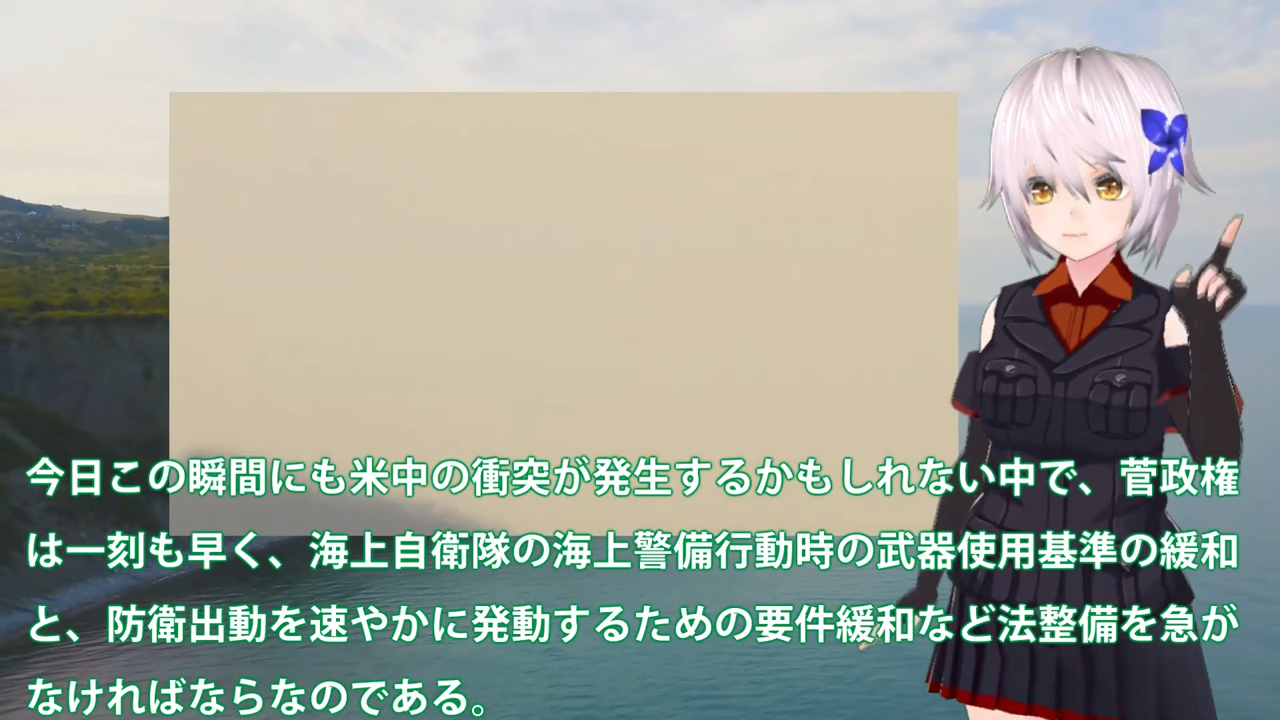 今日この瞬間にも米中の衝突が発生するかもしれない中で、菅政権
は一刻も早く、海上自衛隊の海上警備行動時の武器使用基準の緩和
と、防衛出動を速やかに発動するための要件緩和など法整備を急が
なければならなのである。